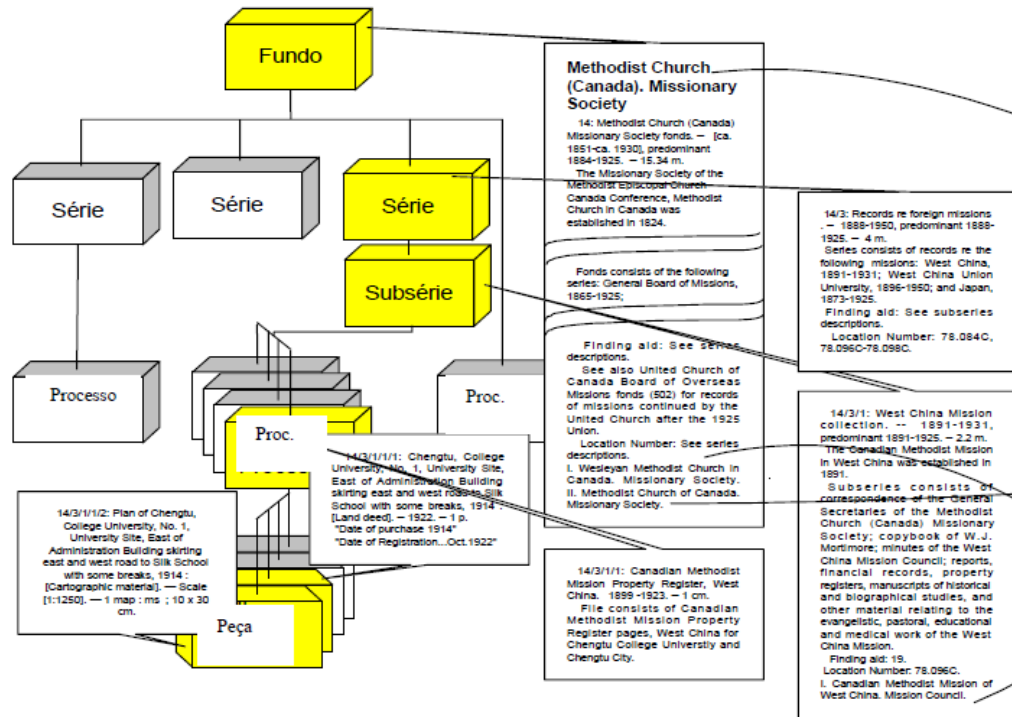 Fundo
Série
Série
Série
Subsérie
Processo
Proc.
Proc.
Peça
Methodist Church
(Canada). Missionary
Society
14: Methodist Church (Canada)
Missionary Society fonds. — [ca.
1851-ca. 1930], predominant
1884-1925. — 15.34 m.
The Missionary Society of the
Methodist Episcopal Church
Canada Conference, Methodist
Church in Canada was
established in 1824.
Fonds consists of the following
series: General Board of Missions,
1865-1925;
Finding aid: See series
descriptions.
See also United Church of
Canada Board of Overseas
Missions fonds (502) for records
of missions continued by the
United Church after the 1925
Union.
Location Number: See series
descriptions.
I. Wesleyan Methodist Church in
Canada. Missionary Society.
II. Methodist Church of Canada.
Missionary Society.
14/3: Records re foreign missions
. — 1888-1950, predominant 1888-
1925. — 4 m.
Series consists of records re the
following missions: West China,
1891-1931; West China Union
University, 1896-1950; and Japan,
1873-1925.
Finding aid: See subseries
descriptions.
Location Number: 78.084C,
78.096C-78.098C.
14/3/1: West China Mission
collection. -- 1891-1931,
predominant 1891-1925. – 2.2 m.
The Canadian Methodist Mission
in West China was established in
1891.
Subseries consists of
correspondence of the General
Secretaries of the Methodist
Church (Canada) Missionary
Society; copybook of W.J.
Mortimore; minutes of the West
China Mission Council; reports,
financial records, property
registers, manuscripts of historical
and biographical studies, and
other material relating to the
evangelistic, pastoral, educational
and medical work of the West
China Mission.
Finding aid: 19.
Location Number: 78.096C.
I. Canadian Methodist Mission of
West China. Mission Council.
14/3/1/1/1: Chengtu, College
University, No. 1, University Site,
East of Administration Building
skirting east and west road to Silk
School with some breaks, 1914 :
[Land deed]. — 1922. — 1 p.
"Date of purchase 1914"
"Date of Registration...Oct.1922"
14/3/1/1/2: Plan of Chengtu,
College University, No. 1,
University Site, East of
Administration Building skirting
east and west road to Silk School
with some breaks, 1914 :
[Cartographic material]. — Scale
[1:1250]. — 1 map : ms ; 10 x 30
cm.
14/3/1/1: Canadian Methodist
Mission Property Register, West
China. 1899 -1923. — 1 cm.
File consists of Canadian
Methodist Mission Property
Register pages, West China for
Chengtu College Universtiy and
Chengtu City.